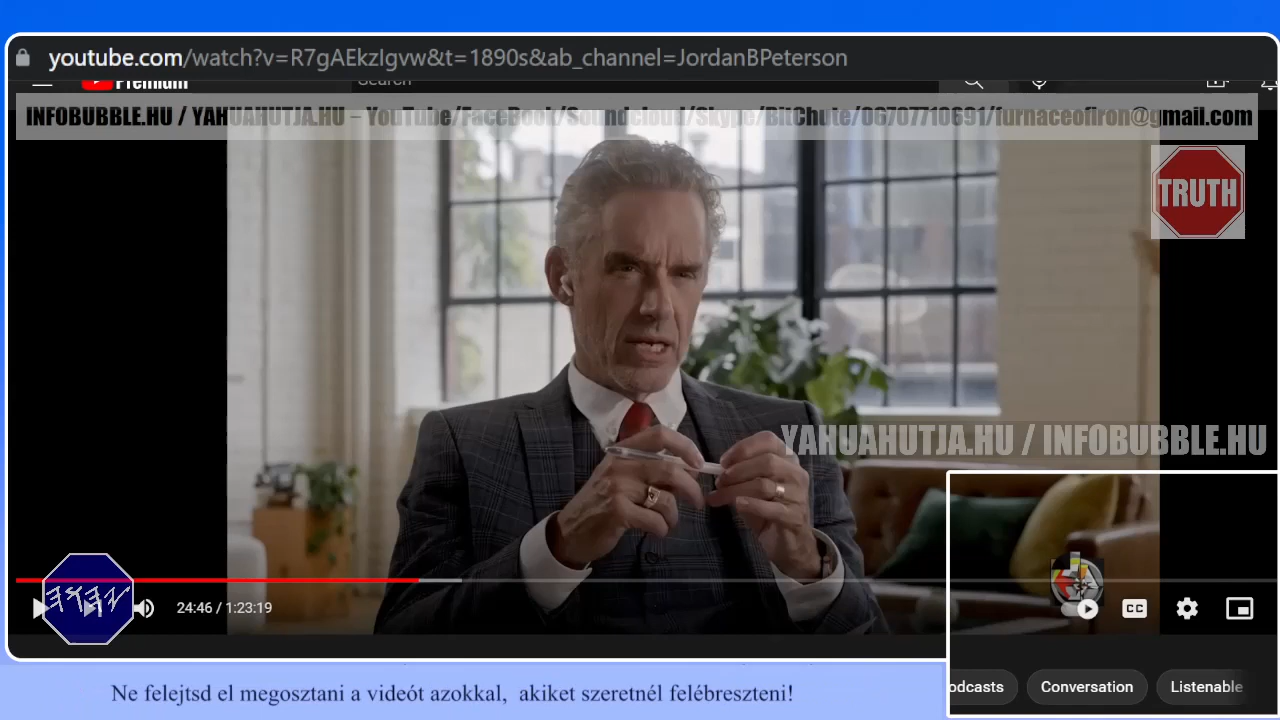 youtube.com/watch?v=R7gAEkzIgvw&t=1890s&ab_channel=JordanBPeterson
Premium
Search
INFOBUBBLE.HU / YAHUAHUTJA.HU – YouTube/FaceBook/Soundcloud/Skype/BitChute/06707710691/furnaceofiron@gmail.com
TRUTH
YAHUAHUTJA.HU / INFOBUBBLE.HU
𐤉𐤄𐤅𐤄
24:46 / 1:23:19
CC
odcasts
Conversation
Listenable
Ne felejtsd el megosztani a videót azokkal, akiket szeretnél felébreszteni!